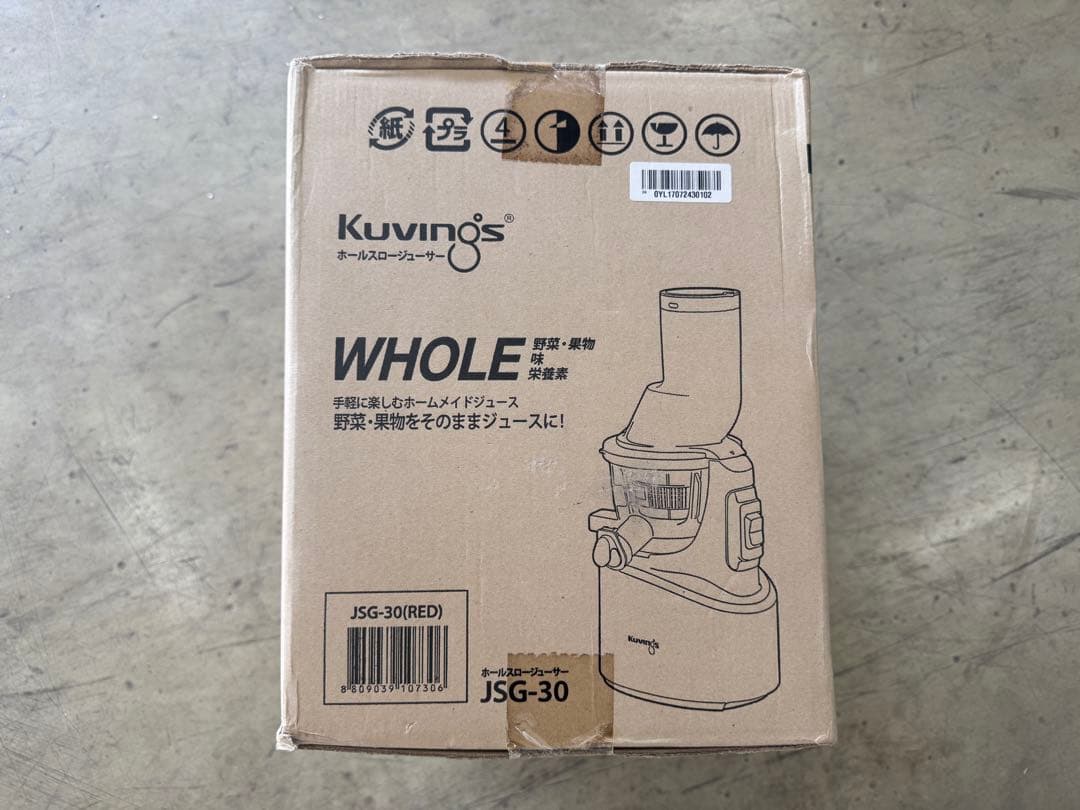 紙
プラ
4
0YL17072430102
Kuvings®
ホールスロージューサー
WHOLE 野菜・果物
味
栄養素
手軽に楽しむホームメイドジュース
野菜・果物をそのままジュースに!
Kuvings
JSG-30(RED)
8 809039 107306
ホールスロージューサー
JSG-30